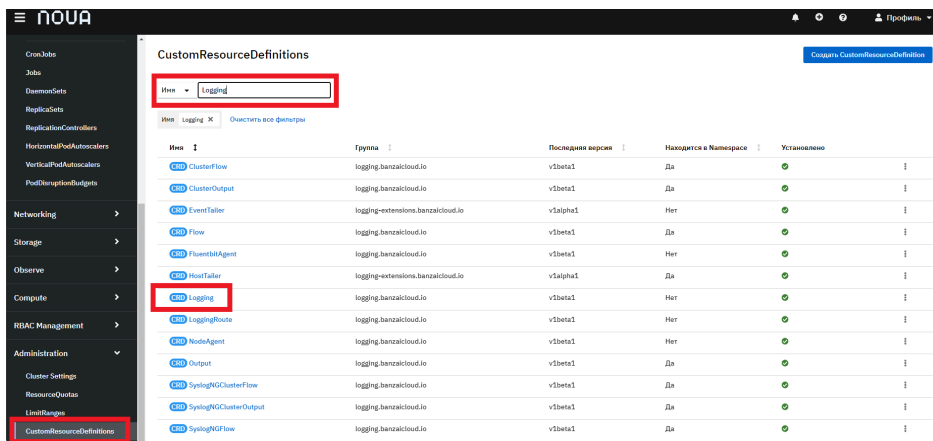 NOUA
Профиль
CronJobs
Jobs
DaemonSets
ReplicaSets
ReplicationControllers
HorizontalPodAutoscalers
VerticalPodAutoscalers
PodDisruptionBudgets
Networking
Storage
Observe
Compute
RBAC Management
Administration
Cluster Settings
ResourceQuotas
LimitRanges
CustomResourceDefinitions
CustomResourceDefinitions
Создать CustomResourceDefinition
Имя Logging
Имя Logging Очистить все фильтры
Имя Группа Последняя версия Находится в Namespace Установлено
CRD ClusterFlow logging.banzaicloud.io v1beta1 Да
CRD ClusterOutput logging.banzaicloud.io v1beta1 Да
CRD EventTailer logging-extensions.banzaicloud.io v1alpha1 Нет
CRD Flow logging.banzaicloud.io v1beta1 Да
CRD FluentbitAgent logging.banzaicloud.io v1beta1 Нет
CRD HostTailer logging-extensions.banzaicloud.io v1alpha1 Да
CRD Logging logging.banzaicloud.io v1beta1 Нет
CRD LoggingRoute logging.banzaicloud.io v1beta1 Нет
CRD NodeAgent logging.banzaicloud.io v1beta1 Нет
CRD Output logging.banzaicloud.io v1beta1 Да
CRD SyslogNGClusterFlow logging.banzaicloud.io v1beta1 Да
CRD SyslogNGClusterOutput logging.banzaicloud.io v1beta1 Да
CRD SyslogNGFlow logging.banzaicloud.io v1beta1 Да